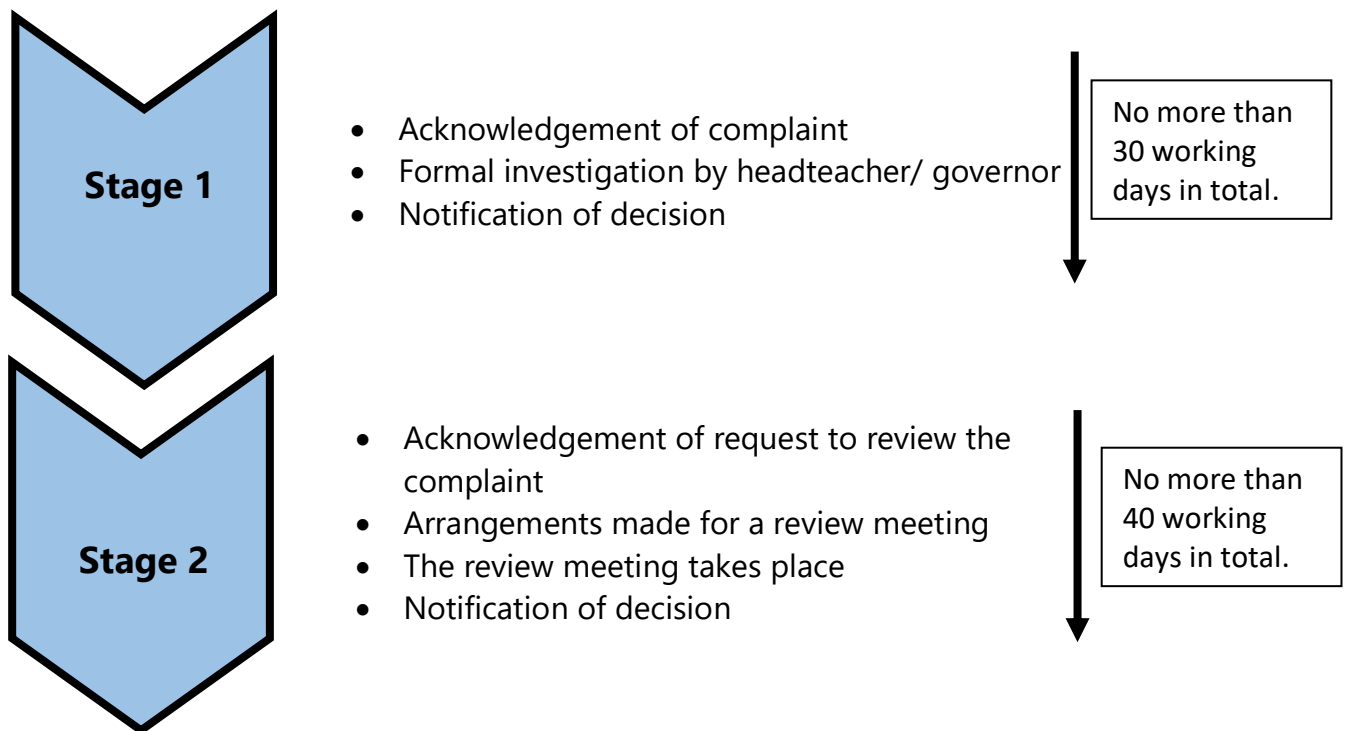 Stage 1
• Acknowledgement of complaint
• Formal investigation by headteacher/ governor
• Notification of decision
No more than
30 working
days in total.
Stage 2
• Acknowledgement of request to review the
complaint
• Arrangements made for a review meeting
• The review meeting takes place
• Notification of decision
No more than
40 working
days in total.